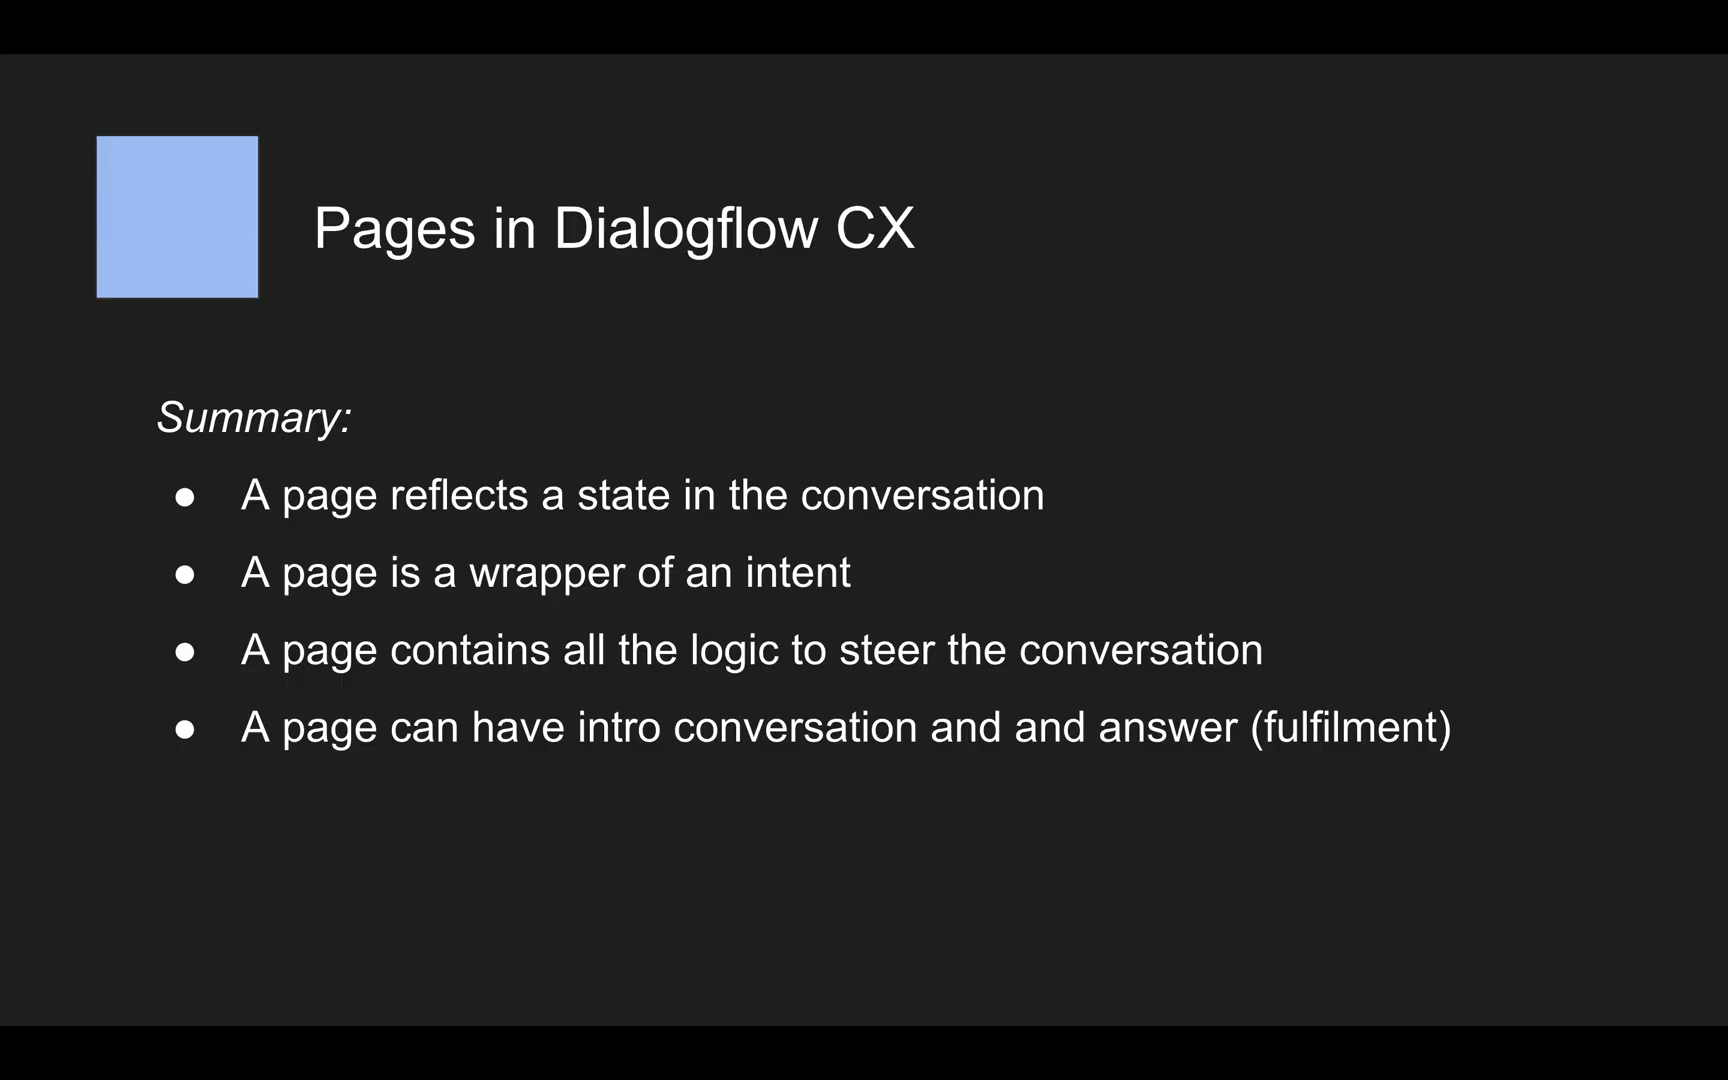 Pages in Dialogflow CX
Summary:
● A page reflects a state in the conversation
● A page is a wrapper of an intent
● A page contains all the logic to steer the conversation
● A page can have intro conversation and and answer (fulfilment)